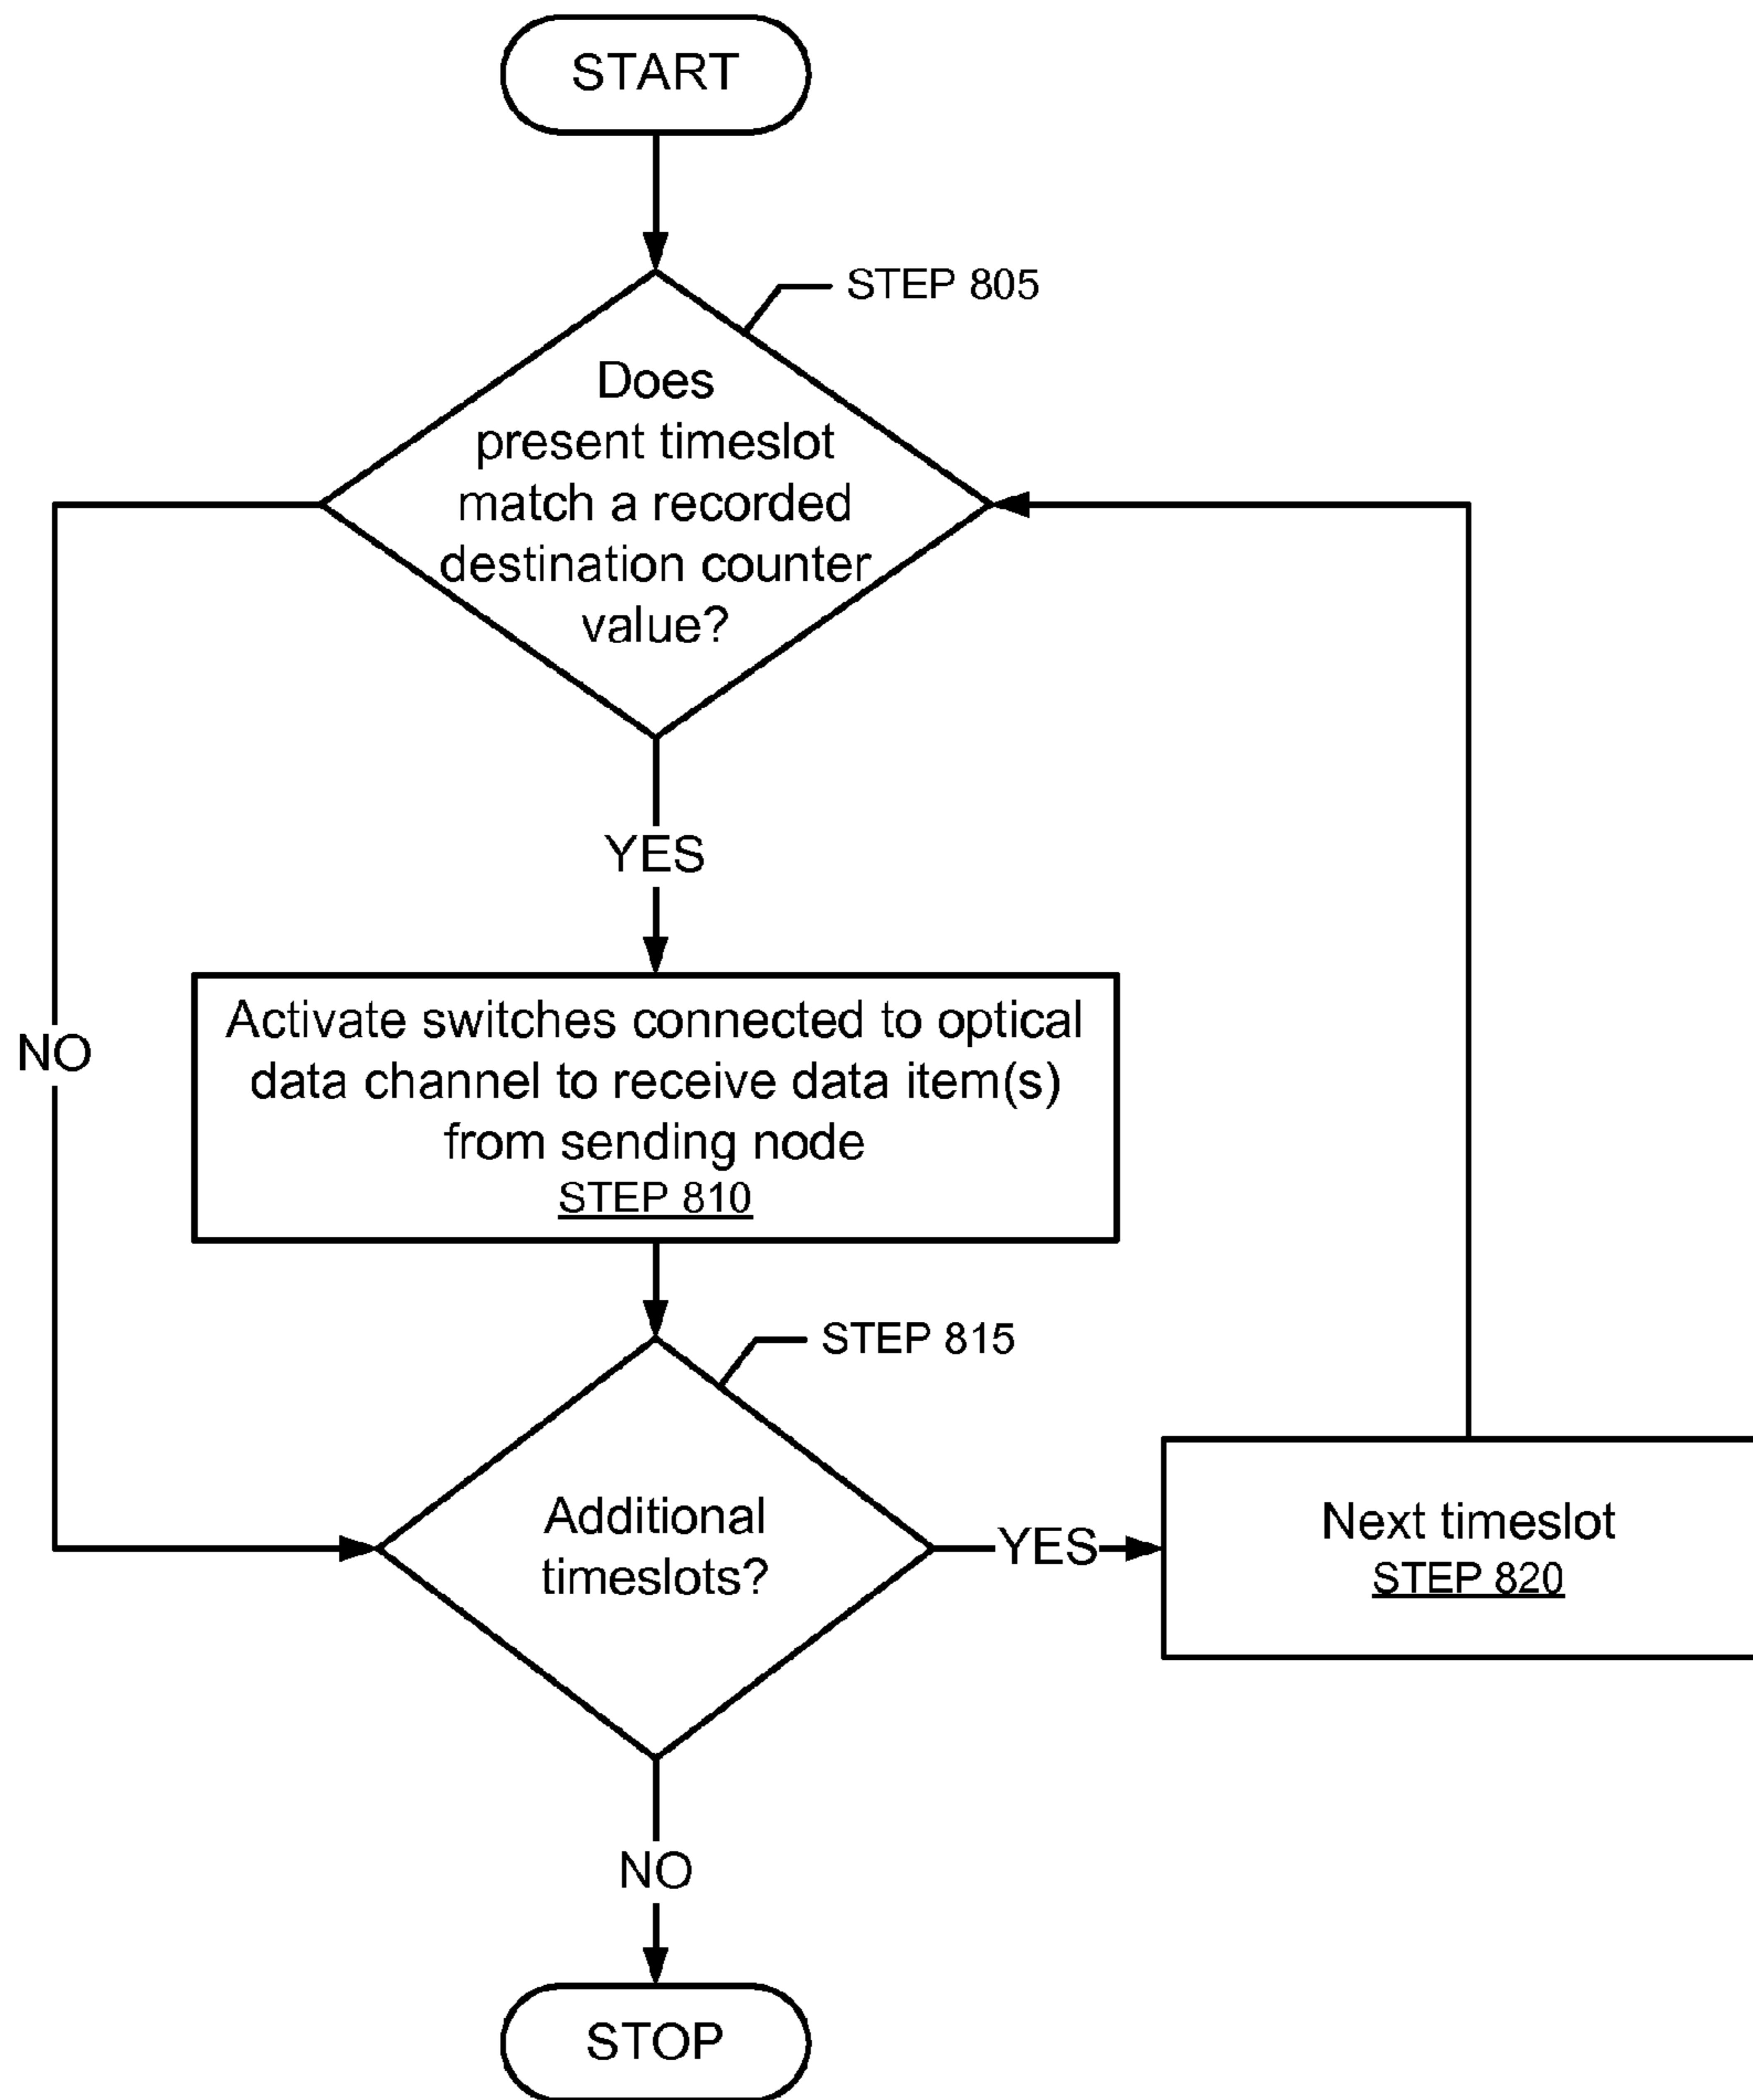 START
STEP 805
Does
present timeslot
match a recorded
destination counter
value?
YES
NO
Activate switches connected to optical
data channel to receive data item(s)
from sending node
STEP 810
STEP 815
Additional
timeslots?
YES
Next timeslot
STEP 820
NO
STOP